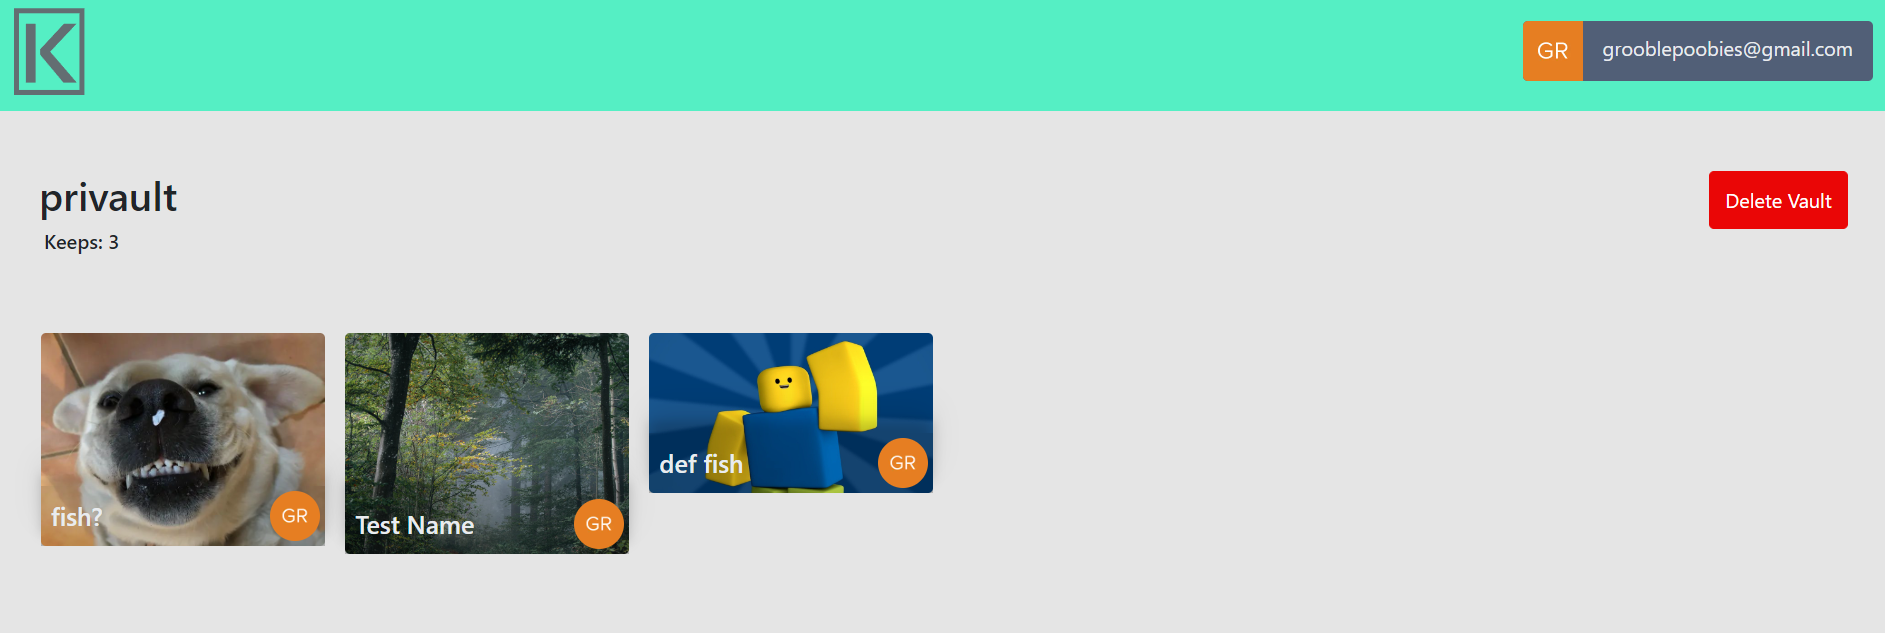 K
GR
grooblepoobies@gmail.com
privault
Delete Vault
Keeps: 3
fish?
GR
Test Name
GR
def fish
GR